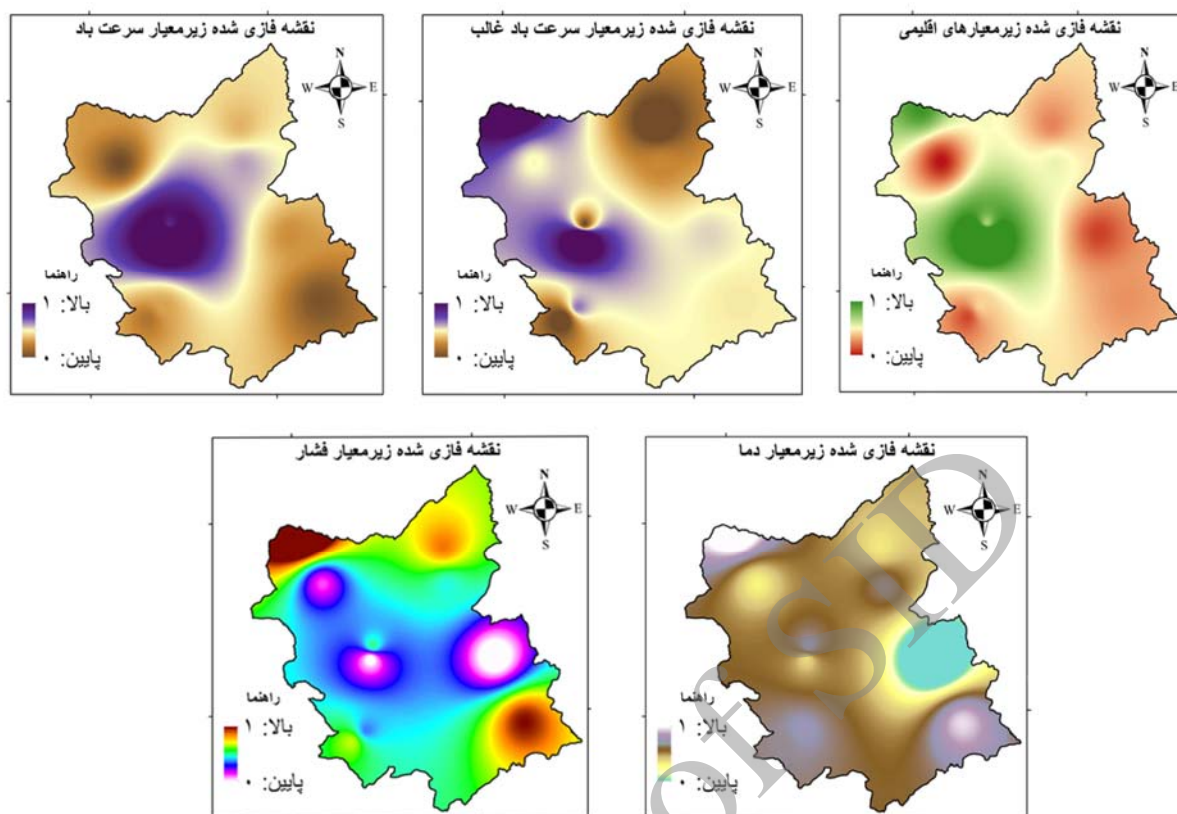 نقشه فازی شده زیرمعیارهای اقلیمی
N
W E
S
راهنما
بالا: ۱
پایین: ۰
نقشه فازی شده زیرمعیار سرعت باد غالب
N
W E
S
راهنما
بالا: ۱
پایین: ۰
نقشه فازی شده زیرمعیار سرعت باد
N
W E
S
راهنما
بالا: ۱
پایین: ۰
نقشه فازی شده زیرمعیار دما
N
W E
S
راهنما
بالا: ۱
پایین: ۰
نقشه فازی شده زیرمعیار فشار
N
W E
S
راهنما
بالا: ۱
پایین: ۰
of SID